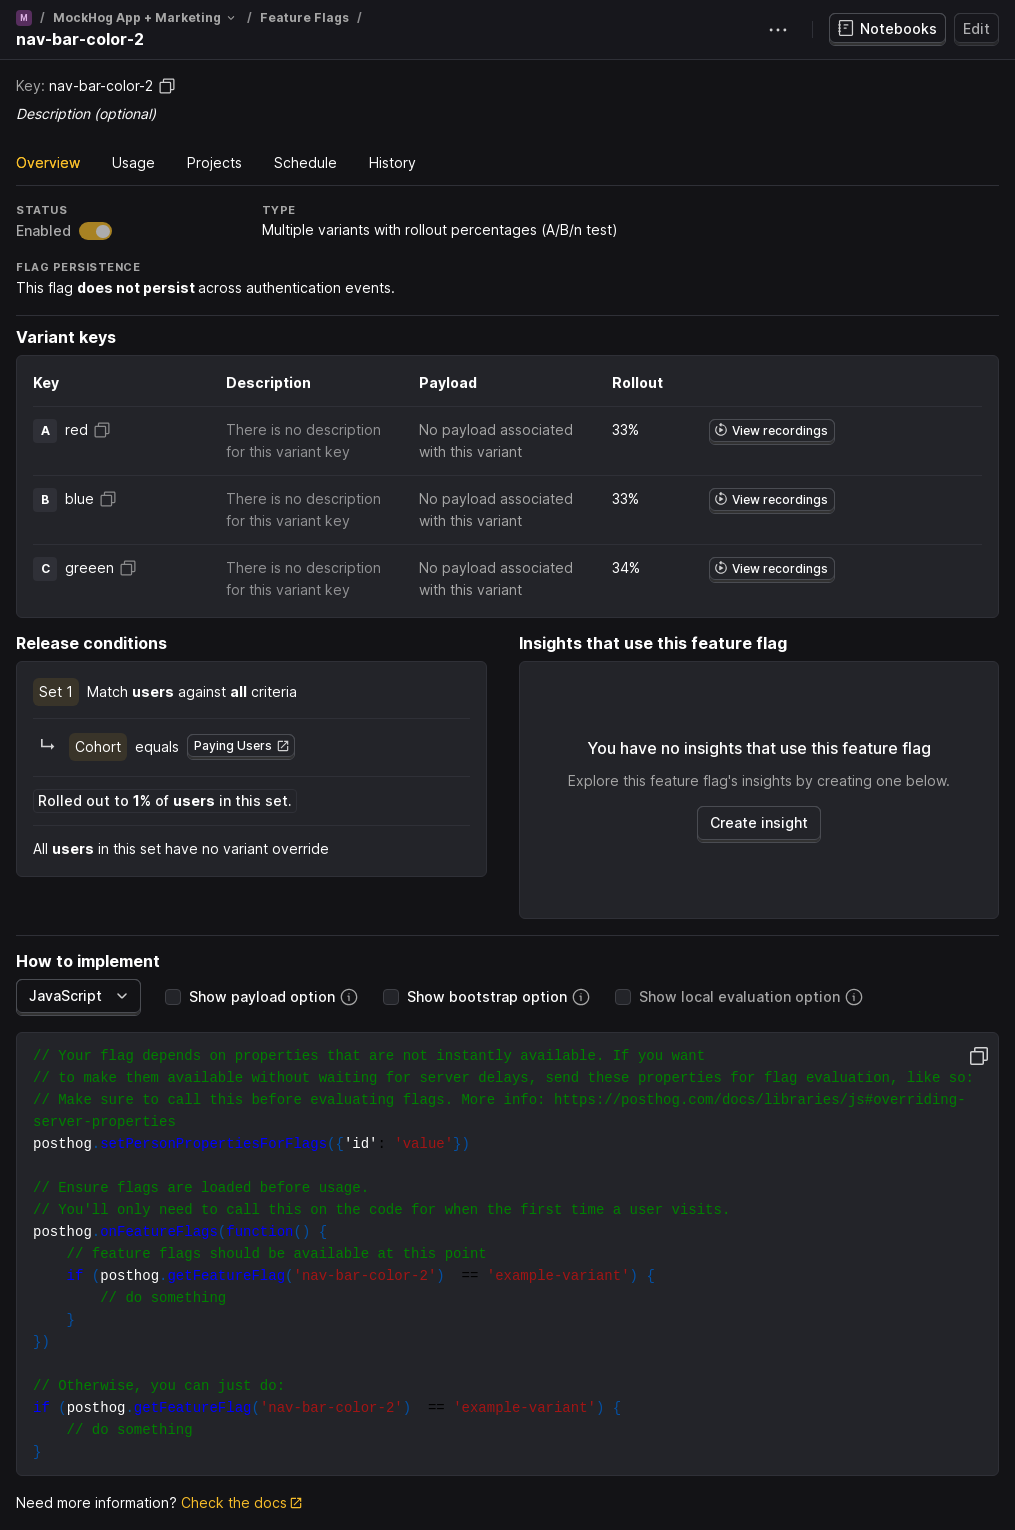 M / MockHog App + Marketing / Feature Flags /
nav-bar-color-2
Notebooks
Edit
Key: nav-bar-color-2
Description (optional)
Overview Usage Projects Schedule History
STATUS TYPE
Enabled Multiple variants with rollout percentages (A/B/n test)
FLAG PERSISTENCE
This flag does not persist across authentication events.
Variant keys
Key Description Payload Rollout
A red There is no description No payload associated 33% View recordings
for this variant key with this variant
B blue There is no description No payload associated 33% View recordings
for this variant key with this variant
C greeen There is no description No payload associated 34% View recordings
for this variant key with this variant
Release conditions
Set 1 Match users against all criteria
Cohort equals Paying Users
Rolled out to 1% of users in this set.
All users in this set have no variant override
Insights that use this feature flag
You have no insights that use this feature flag
Explore this feature flag's insights by creating one below.
Create insight
How to implement
JavaScript Show payload option Show bootstrap option Show local evaluation option
// Your flag depends on properties that are not instantly available. If you want
// to make them available without waiting for server delays, send these properties for flag evaluation, like so:
// Make sure to call this before evaluating flags. More info: https://posthog.com/docs/libraries/js#overriding-
server-properties
posthog.setPersonPropertiesForFlags({'id': 'value'})
// Ensure flags are loaded before usage.
// You'll only need to call this on the code for when the first time a user visits.
posthog.onFeatureFlags(function() {
    // feature flags should be available at this point
    if (posthog.getFeatureFlag('nav-bar-color-2')  == 'example-variant') {
        // do something
    }
})
// Otherwise, you can just do:
if (posthog.getFeatureFlag('nav-bar-color-2')  == 'example-variant') {
    // do something
}
Need more information? Check the docs